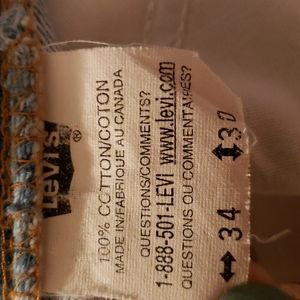 Levi's®
100% COTTON/COTON
MADE IN/FABRIQUE AU CANADA
QUESTIONS/COMMENTS?
1-888-501-LEVI www.levi.com
QUESTIONS OU COMMENTAIRES?
↔ 34 ↕30